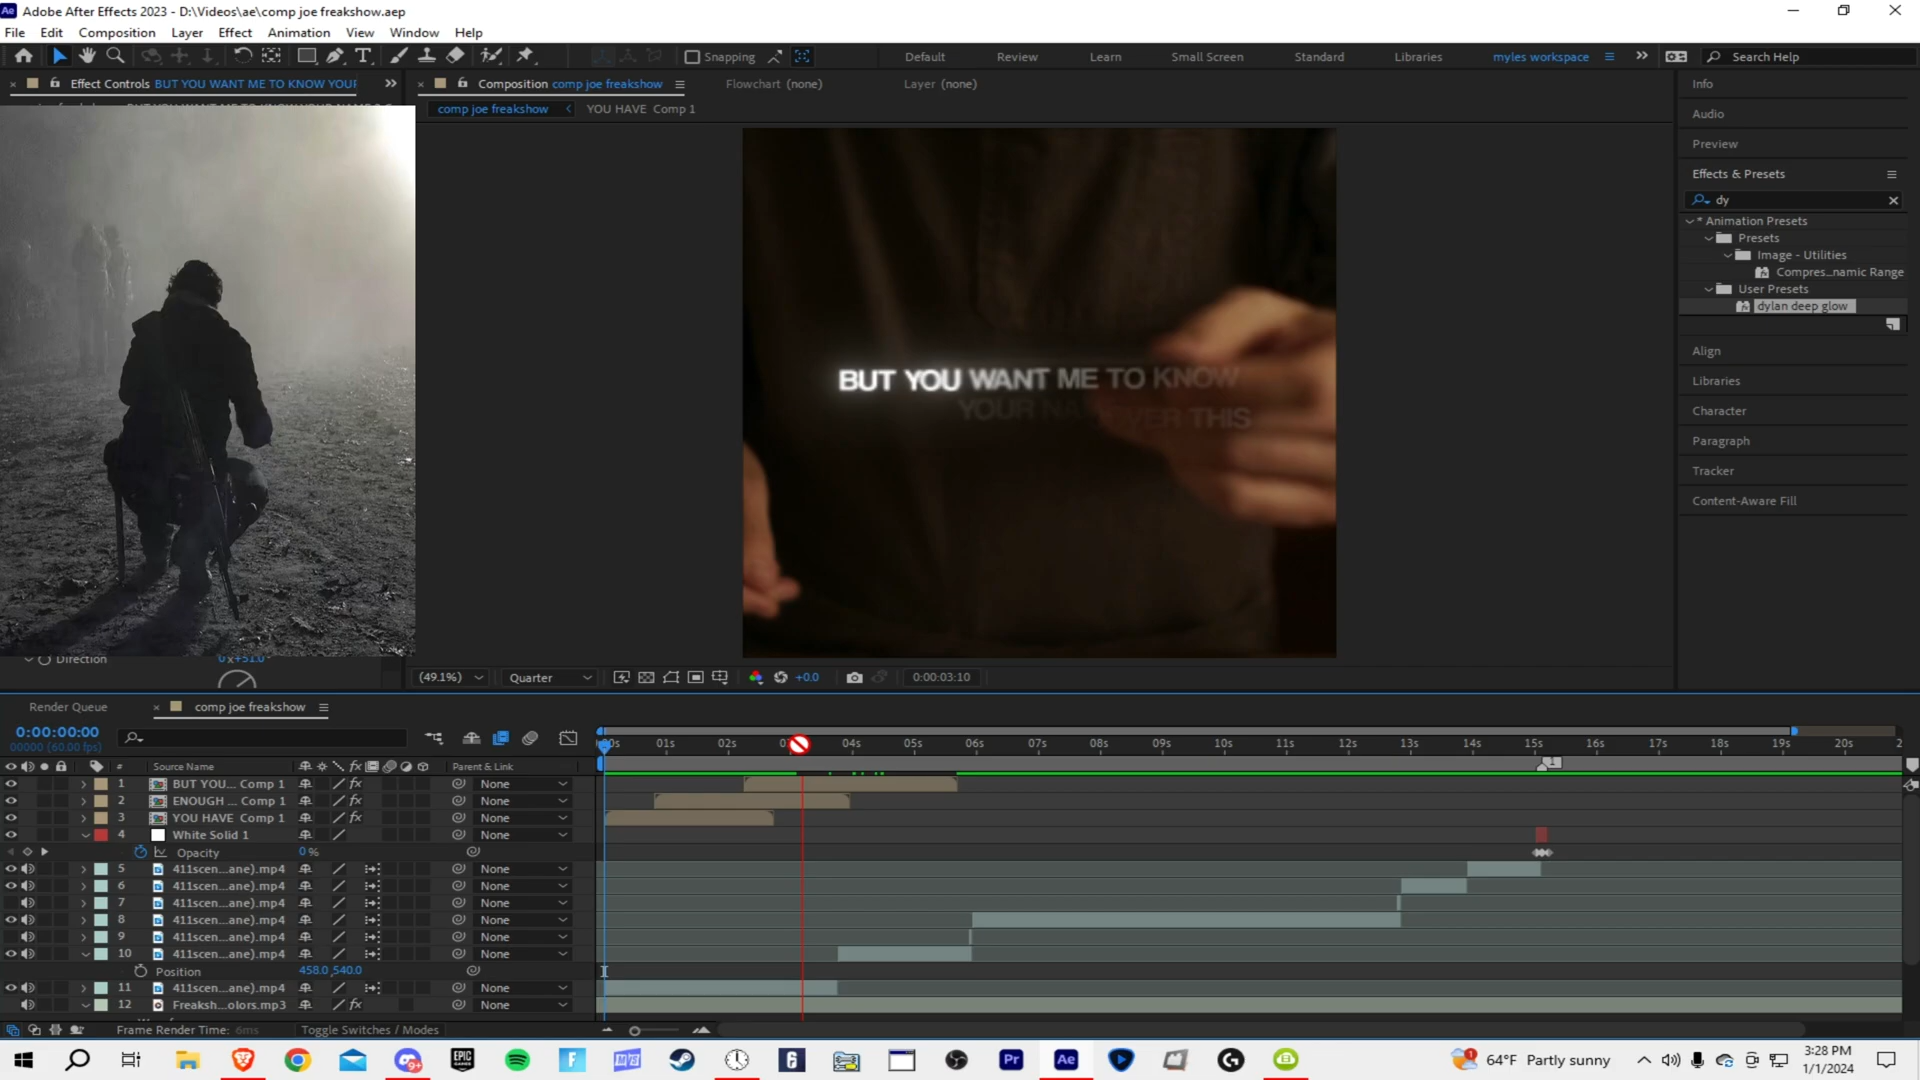 Adobe After Effects 2023 - D:\Videos\ae\comp joe freakshow.aep
File Edit Composition Layer Effect Animation View Window Help
Snapping
Default Review Learn Small Screen Standard Libraries myles workspace
Search Help
Effect Controls BUT YOU WANT ME TO KNOW YOUR
Composition comp joe freakshow
Flowchart (none)
Layer (none)
comp joe freakshow
YOU HAVE Comp 1
BUT YOU WANT ME TO KNOW
OVER THIS
Direction
(49.1%)
Quarter
+0.0
0:00:03:10
Info
Audio
Preview
Effects & Presets
dy
* Animation Presets
Presets
Image - Utilities
Compres...namic Range
User Presets
dylan deep glow
Align
Libraries
Character
Paragraph
Tracker
Content-Aware Fill
Render Queue
comp joe freakshow
0:00:00:00
00000 (60.00 fps)
# Source Name
Parent & Link
01s 02s 04s 05s 06s 07s 08s 09s 10s 11s 12s 13s 14s 15s 16s 17s 18s 19s 20s
1 BUT YOU... Comp 1 None
2 ENOUGH ... Comp 1 None
3 YOU HAVE Comp 1 None
4 White Solid 1 None
Opacity 0 %
5 411scen...ane).mp4 None
6 411scen...ane).mp4 None
7 411scen...ane).mp4 None
8 411scen...ane).mp4 None
9 411scen...ane).mp4 None
10 411scen...ane).mp4 None
Position 458.0,540.0
11 411scen...ane).mp4 None
12 Freaksh...olors.mp3 None
Frame Render Time: 6ms
Toggle Switches / Modes
64°F Partly sunny
3:28 PM
1/1/2024